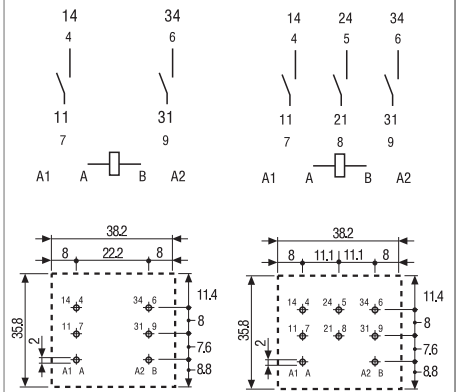 14 34 14 24 34
4 6 4 5 6
11 31 11 21 31
7 9 7 8 9
A1 A B A2 A1 A B A2
38.2 38.2
8 22.2 8 8 11.1 11.1 8
11.4 11.4
14 4 34 6 14 4 24 5 34 6
35.8 8 35.8 8
11 7 31 9 11 7 21 8 31 9
2 7.6 2 7.6
A1 A A2 B 8.8 A1 A A2 B 8.8